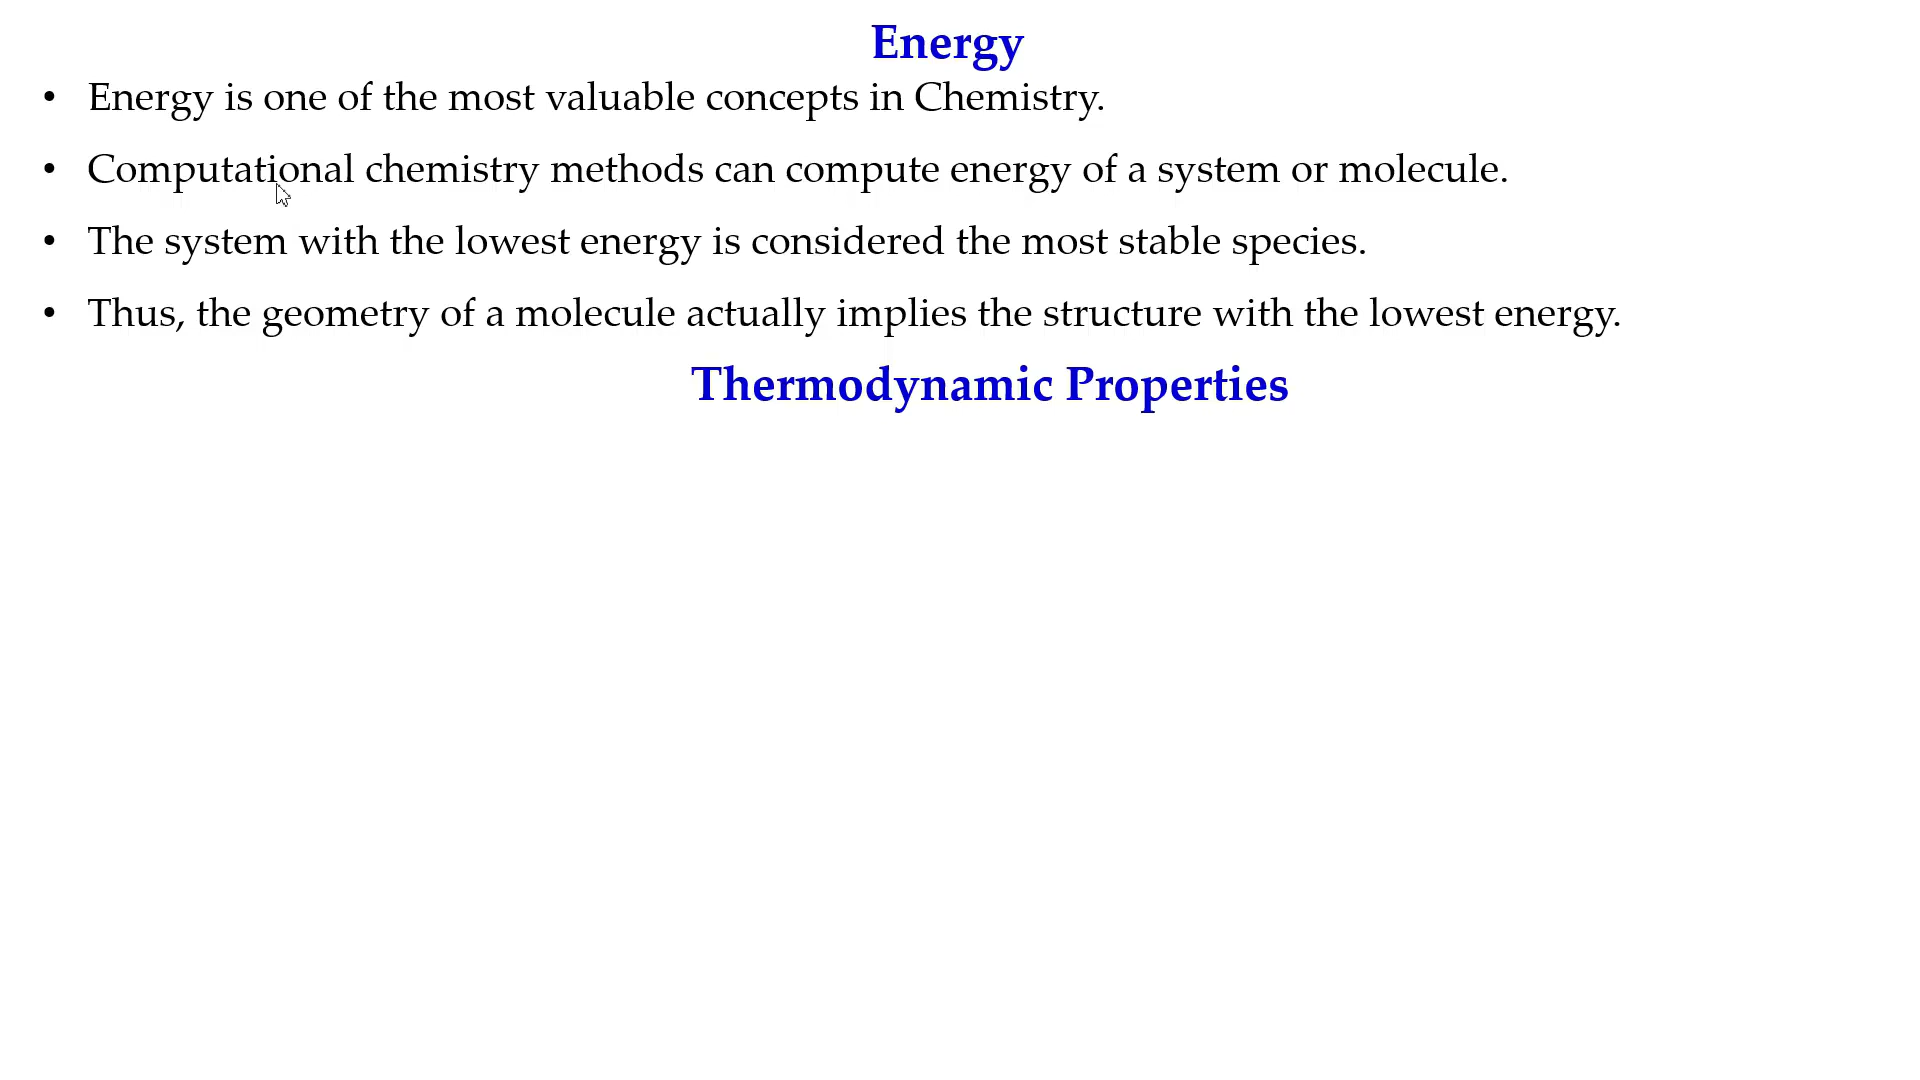 Energy
• Energy is one of the most valuable concepts in Chemistry.
• Computational chemistry methods can compute energy of a system or molecule.
• The system with the lowest energy is considered the most stable species.
• Thus, the geometry of a molecule actually implies the structure with the lowest energy.
Thermodynamic Properties